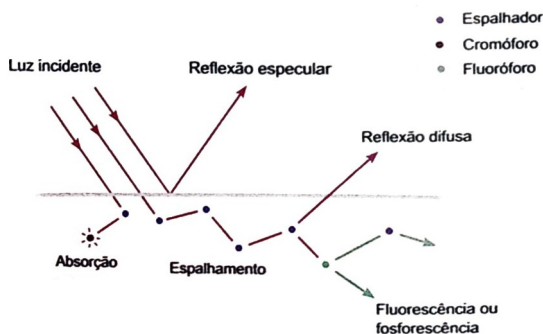 Espalhador
Cromóforo
Fluoróforo
Luz incidente
Reflexão especular
Reflexão difusa
Absorção
Espalhamento
Fluorescência ou
fosforescência